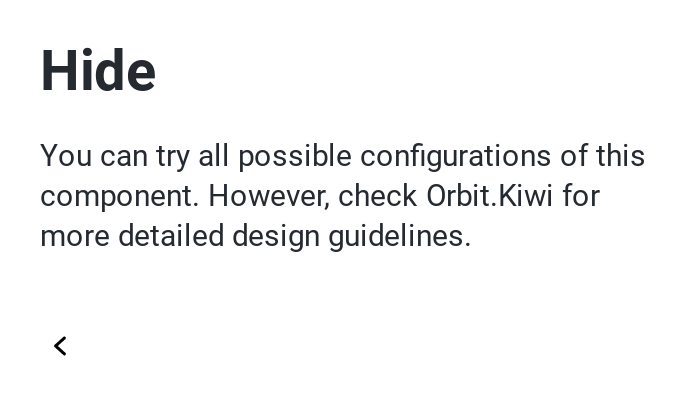 Hide
You can try all possible configurations of this
component. However, check Orbit.Kiwi for
more detailed design guidelines.